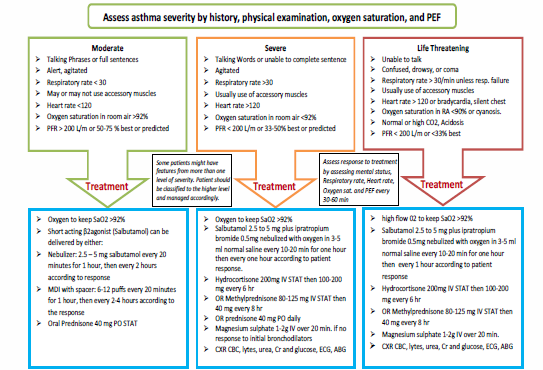 Assess asthma severity by history, physical examination, oxygen saturation, and PEF
Moderate
Talking Phrases or full sentences
Alert, agitated
Respiratory rate < 30
May or may not use accessory muscles
Heart rate <120
Oxygen saturation in room air >92%
PFR > 200 L/m or 50-75 % best or predicted
Severe
Talking Words or unable to complete sentence
Agitated
Respiratory rate >30
Usually use of accessory muscles
Heart rate >120
Oxygen saturation in room air <92%
PFR < 200 L/m or 33-50% best or predicted
Life Threatening
Unable to talk
Confused, drowsy, or coma
Respiratory rate > 30/min unless resp. failure
Usually use of accessory muscles
Heart rate > 120 or bradycardia, silent chest
Oxygen saturation in RA <90% or cyanosis.
Normal or high CO2, Acidosis
PFR < 200 L/m or <33% best
Some patients might have
features from more than one
level of severity. Patient should
be classified to the higher level
and managed accordingly.
Assess response to treatment
by assessing mental status,
Respiratory rate, Heart rate,
Oxygen sat. and PEF every
30-60 min
Treatment
Treatment
Treatment
Oxygen to keep SaO2 >92%
Short acting β2agonist (Salbutamol) can
be delivered by either:
Nebulizer: 2.5 – 5 mg salbutamol every 20
minutes for 1 hour, then every 2 hours
according to response
MDI with spacer: 6-12 puffs every 20 minutes
for 1 hour, then every 2-4 hours according to
the response
Oral Prednisone 40 mg PO STAT
Oxygen to keep SaO2 >92%
Salbutamol 2.5 to 5 mg plus ipratropium
bromide 0.5mg nebulized with oxygen in 3-5
ml normal saline every 10-20 min for one hour
then every one hour according to patient
response.
Hydrocortisone 200mg IV STAT then 100-200
mg every 6 hr
OR Methylprednisone 80-125 mg IV STAT then
40 mg every 8 hr
OR prednisone 40 mg PO daily
Magnesium sulphate 1-2g IV over 20 min. if no
response to initial bronchodilators
CXR CBC, lytes, urea, Cr and glucose, ECG, ABG
high flow 02 to keep SaO2 >92%
Salbutamol 2.5 to 5 mg plus ipratropium
bromide 0.5mg nebulized with oxygen in 3-5 ml
normal saline every 10-20 min for one hour
then every 1 hour according to patient
response.
Hydrocortisone 200mg IV STAT then 100-200
mg every 6 hr
OR Methylprednisone 80-125 mg IV STAT then
40 mg every 8 hr
Magnesium sulphate 1-2g IV over 20 min.
CXR CBC, lytes, urea, Cr and glucose, ECG, ABG